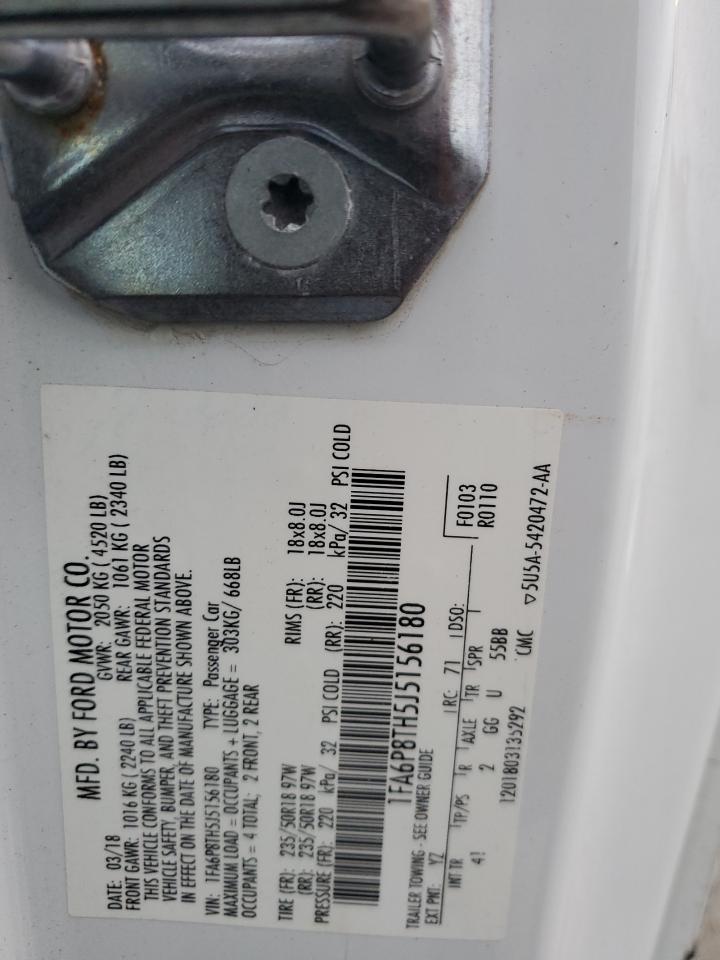 MFD. BY FORD MOTOR CO.
DATE: 03/18 GVWR: 2050 KG ( 4520 LB)
FRONT GAWR: 1016 KG ( 2240 LB) REAR GAWR: 1061 KG ( 2340 LB)
THIS VEHICLE CONFORMS TO ALL APPLICABLE FEDERAL MOTOR
VEHICLE SAFETY, BUMPER, AND THEFT PREVENTION STANDARDS
IN EFFECT ON THE DATE OF MANUFACTURE SHOWN ABOVE.
VIN: 1FA6P8TH5J5156180 TYPE: Passenger Car
MAXIMUM LOAD = OCCUPANTS + LUGGAGE = 303KG/ 668LB
OCCUPANTS = 4 TOTAL; 2 FRONT, 2 REAR
TIRE (FR): 235/50R18 97W RIMS (FR): 18x8.0J
(RR): 235/50R18 97W (RR): 18x8.0J
PRESSURE (FR): 220 kPa/ 32 PSI COLD (RR): 220 kPa/ 32 PSI COLD
1FA6P8TH5J5156180
TRAILER TOWING - SEE OWNER GUIDE
EXT PNT: YZ RC: 71 DSO: F0103
INT TR TP/PS R AXLE TR SPR R0110
41 2 GG U 55BB
1201803135292 CMC ▽5U5A-5420472-AA